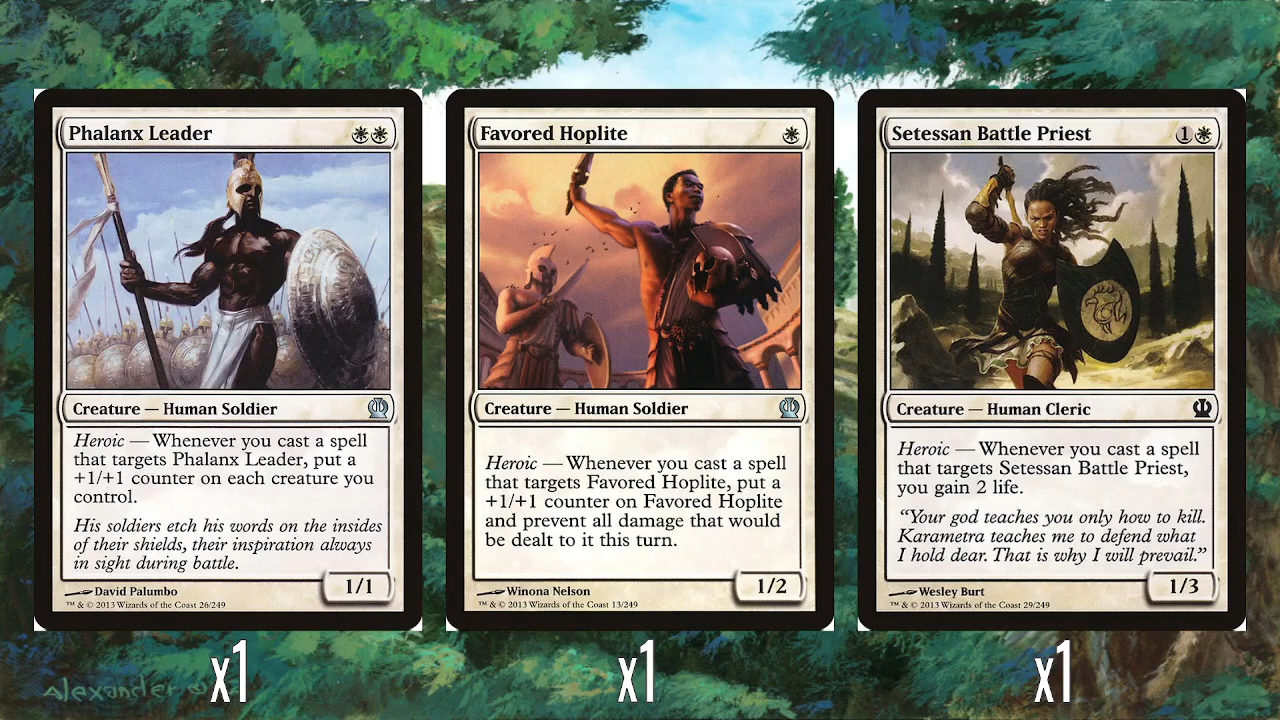 Phalanx Leader
Creature — Human Soldier
Heroic — Whenever you cast a spell
that targets Phalanx Leader, put a
+1/+1 counter on each creature you
control.
His soldiers etch his words on the insides
of their shields, their inspiration always
in sight during battle.
1/1
David Palumbo
™ & © 2013 Wizards of the Coast 26/249
x1
Favored Hoplite
Creature — Human Soldier
Heroic — Whenever you cast a spell
that targets Favored Hoplite, put a
+1/+1 counter on Favored Hoplite
and prevent all damage that would
be dealt to it this turn.
1/2
Winona Nelson
™ & © 2013 Wizards of the Coast 13/249
x1
Setessan Battle Priest
1
Creature — Human Cleric
Heroic — Whenever you cast a spell
that targets Setessan Battle Priest,
you gain 2 life.
“Your god teaches you only how to kill.
Karametra teaches me to defend what
I hold dear. That is why I will prevail.”
1/3
Wesley Burt
™ & © 2013 Wizards of the Coast 29/249
x1
Alexander